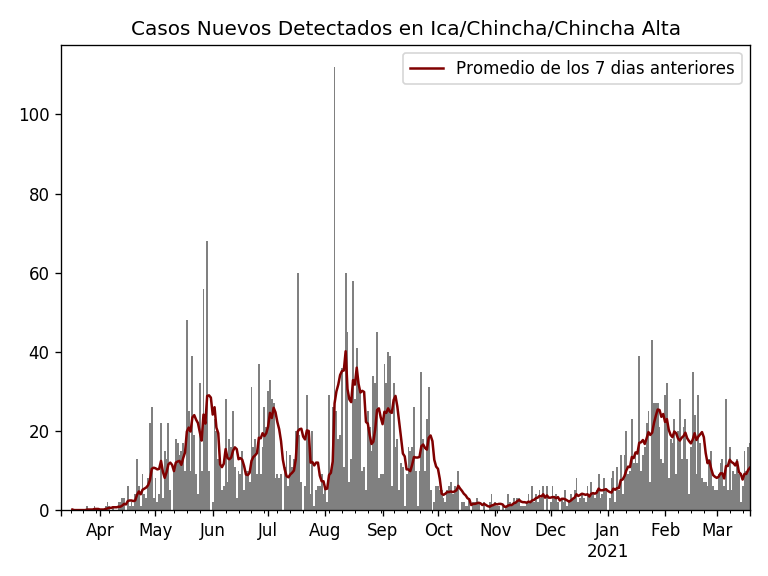 Casos Nuevos Detectados en Ica/Chincha/Chincha Alta
Promedio de los 7 dias anteriores
100
80
60
40
20
0
Apr May Jun Jul Aug Sep Oct Nov Dec Jan Feb Mar
2021